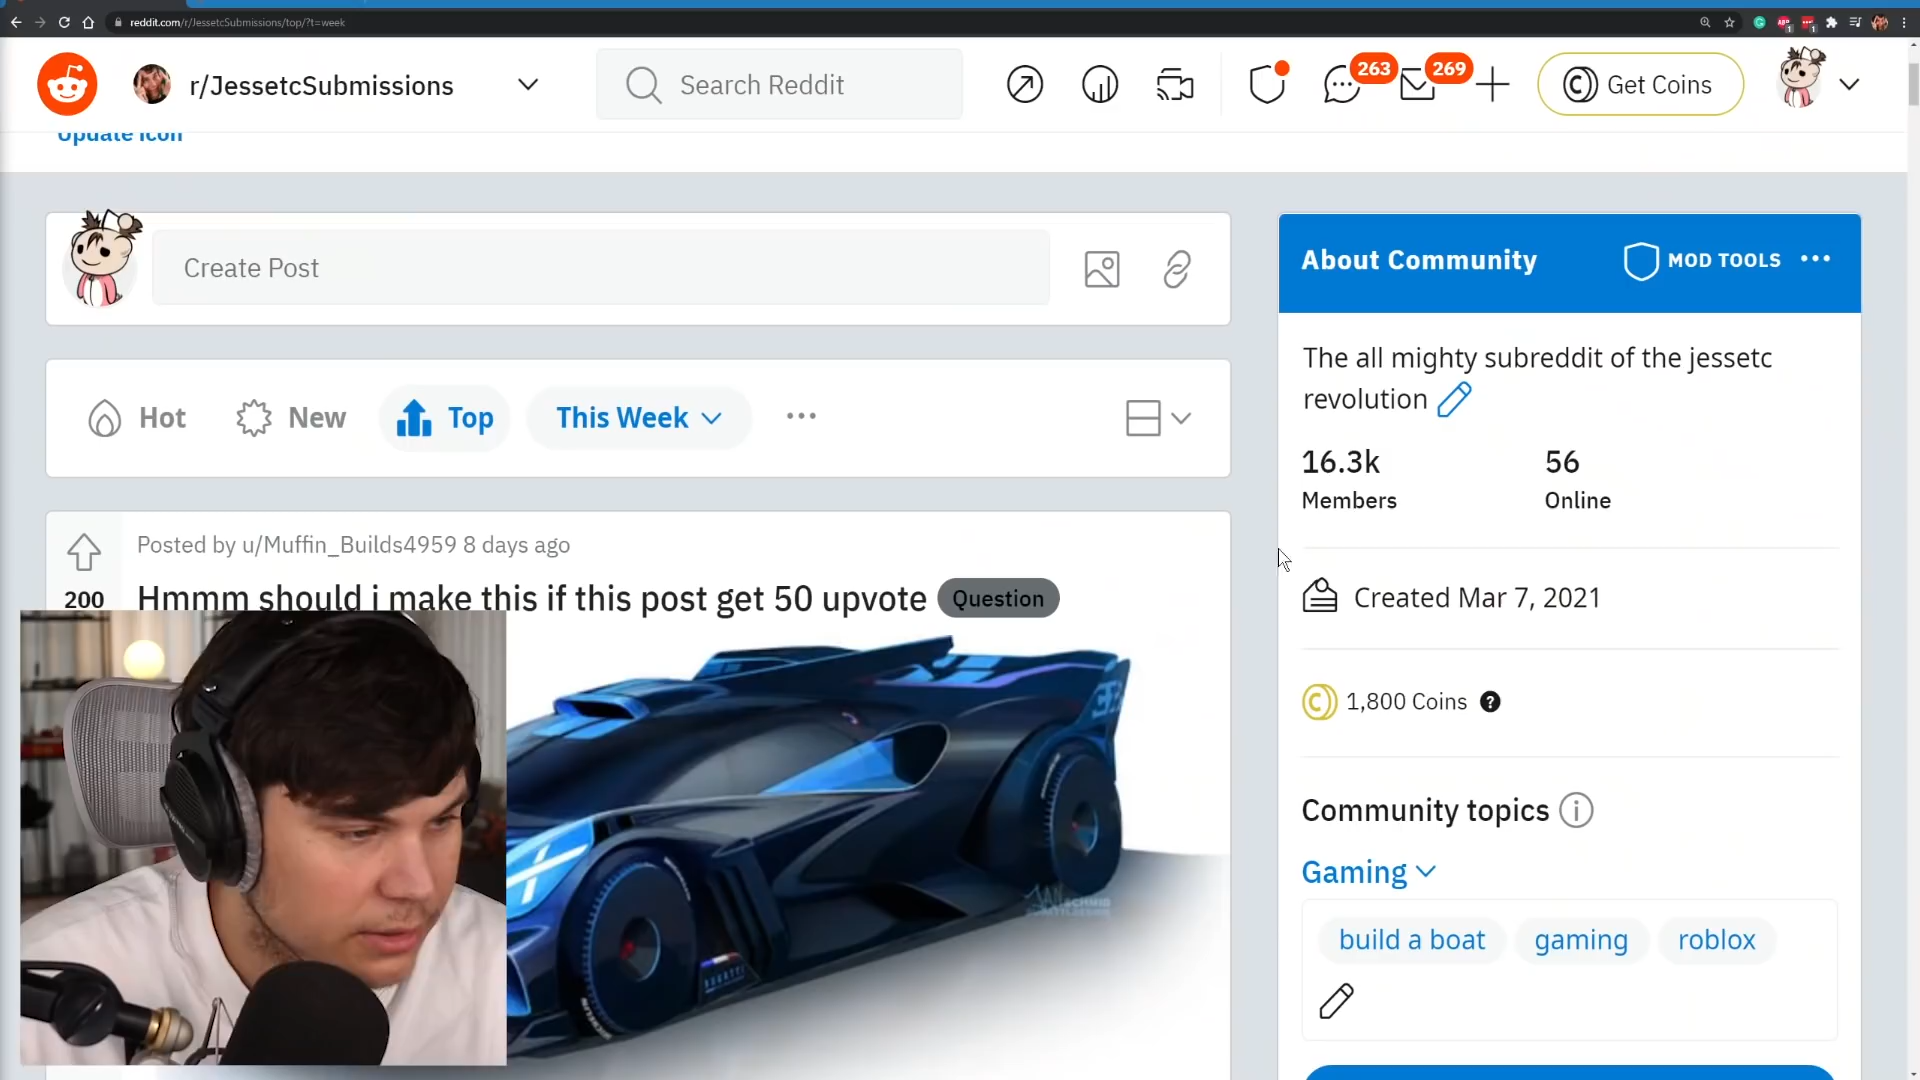 reddit.com/r/JessetcSubmissions/top/?t=week
r/JessetcSubmissions
Search Reddit
263
269
Get Coins
Update Icon
Create Post
About Community
MOD TOOLS
The all mighty subreddit of the jessetc
revolution
Hot
New
Top
This Week
16.3k
56
Members
Online
Posted by u/Muffin_Builds4959 8 days ago
200
Hmmm should i make this if this post get 50 upvote
Question
Created Mar 7, 2021
1,800 Coins
Community topics
Gaming
build a boat
gaming
roblox
BUGATTI